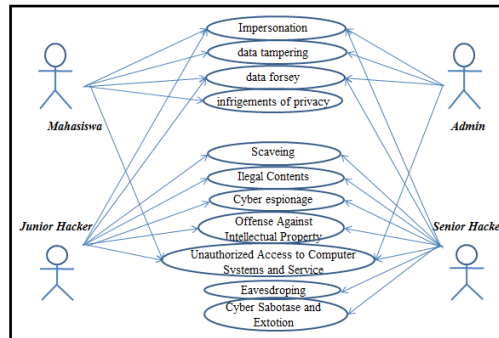 Impersonation
data tampering
data forsey
infrigements of privacy
Mahasiswa
Admin
Scaveing
Ilegal Contents
Cyber espionage
Junior Hacker
Senior Hacke
Offense Against
Intellectual Property
Unauthorized Access to Computer
Systems and Service
Eavesdroping
Cyber Sabotase and
Extotion